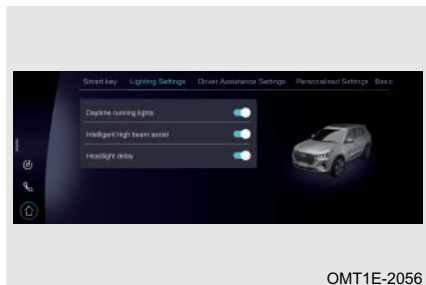 Smart key Lighting Settings Driver Assistance Settings Personalized Settings Basic
Daytime running lights
Intelligent high beam assist
Headlight delay
OMT1E-2056